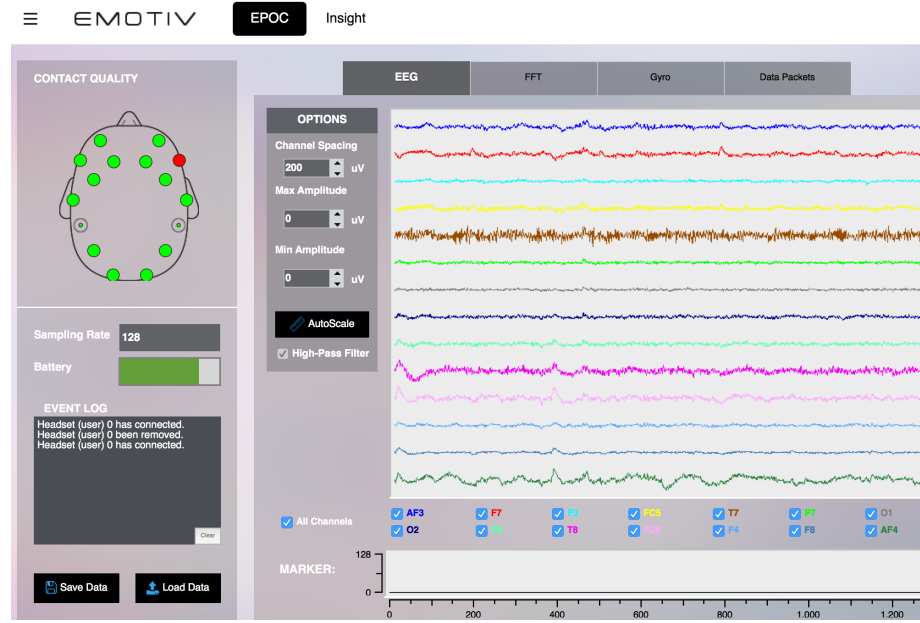 EMOTIV EPOC Insight
CONTACT QUALITY
EEG FFT Gyro Data Packets
OPTIONS
Channel Spacing
200 uV
Max Amplitude
0 uV
Min Amplitude
0 uV
AutoScale
High-Pass Filter
Sampling Rate 128
Battery
EVENT LOG
Headset (user) 0 has connected.
Headset (user) 0 been removed.
Headset (user) 0 has connected.
Clear
Save Data Load Data
All Channels
AF3 F7 F3 FC5 T7 P7 O1
O2 P8 T8 FC6 F4 F8 AF4
MARKER:
128
0
0 200 400 600 800 1.000 1.200